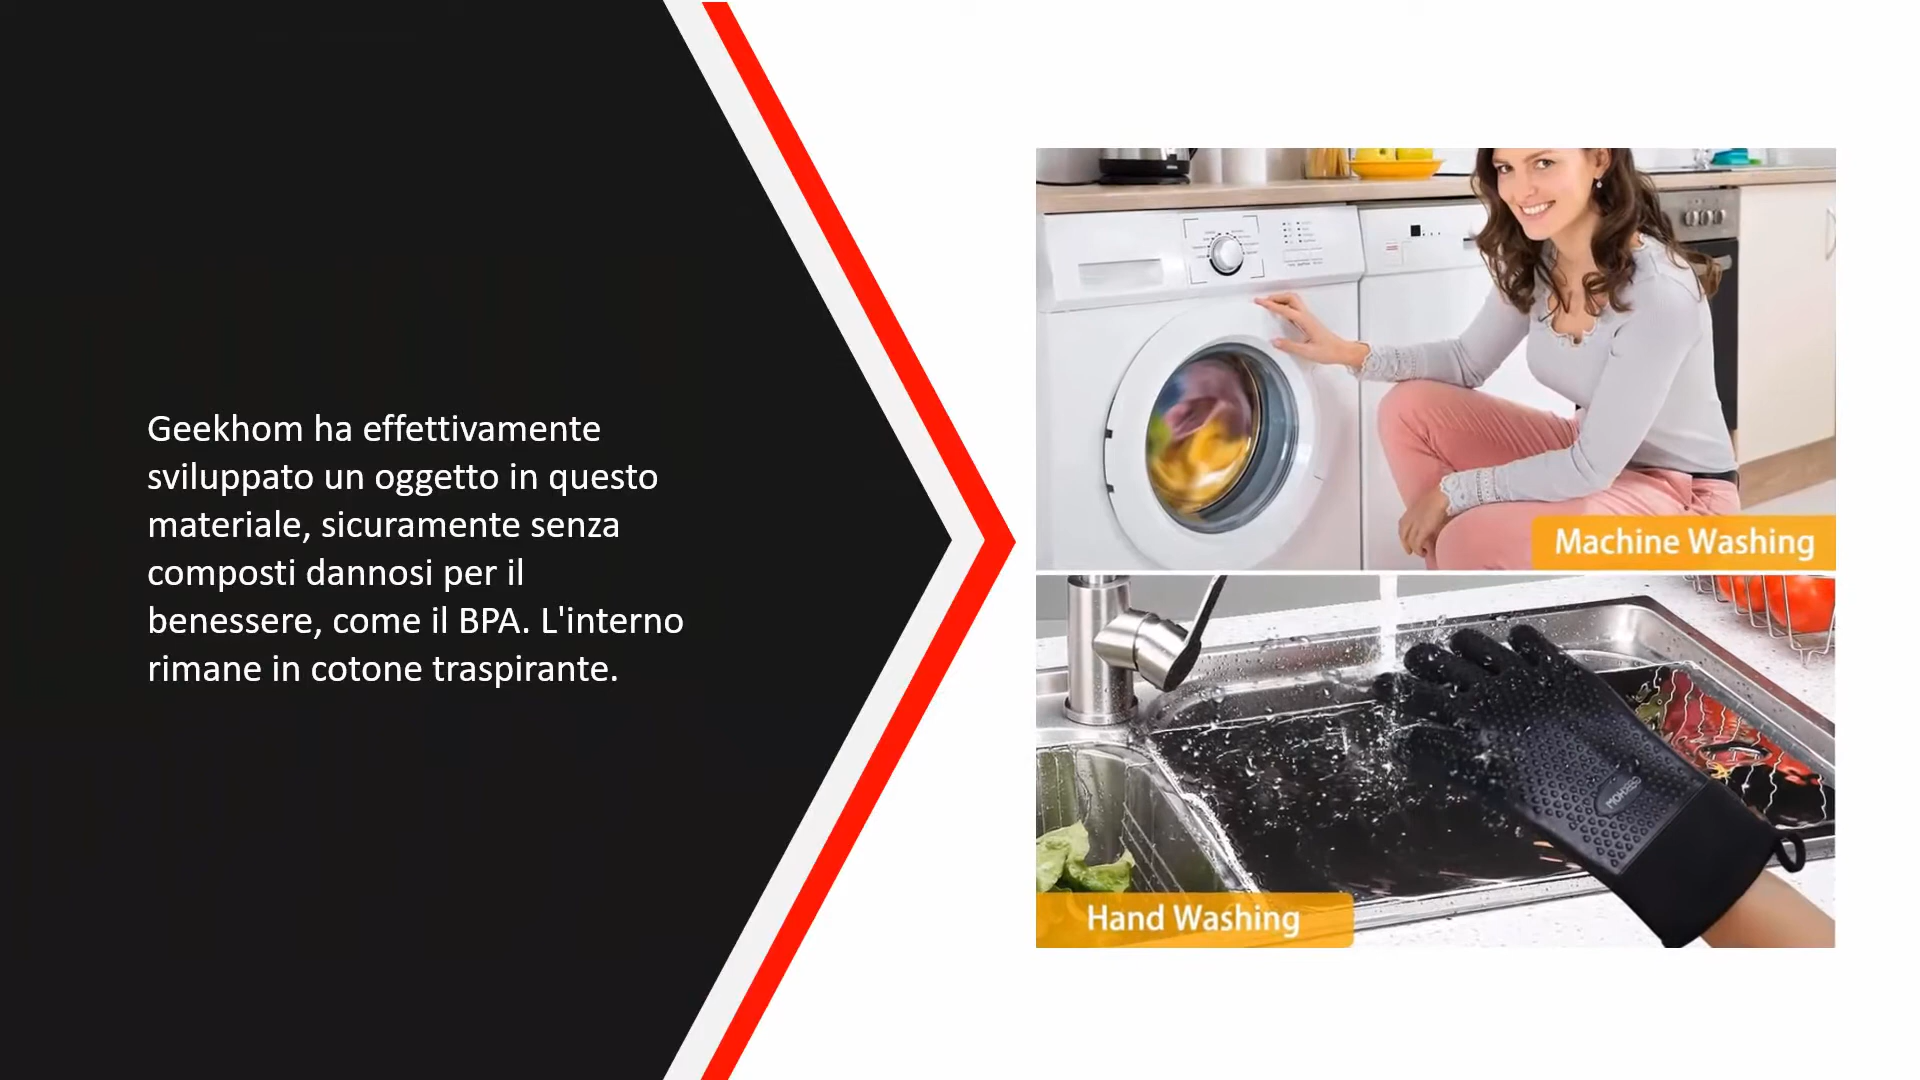 Geekhom ha effettivamente
sviluppato un oggetto in questo
materiale, sicuramente senza
composti dannosi per il
benessere, come il BPA. L'interno
rimane in cotone traspirante.
Machine Washing
Hand Washing
GEEKHOM